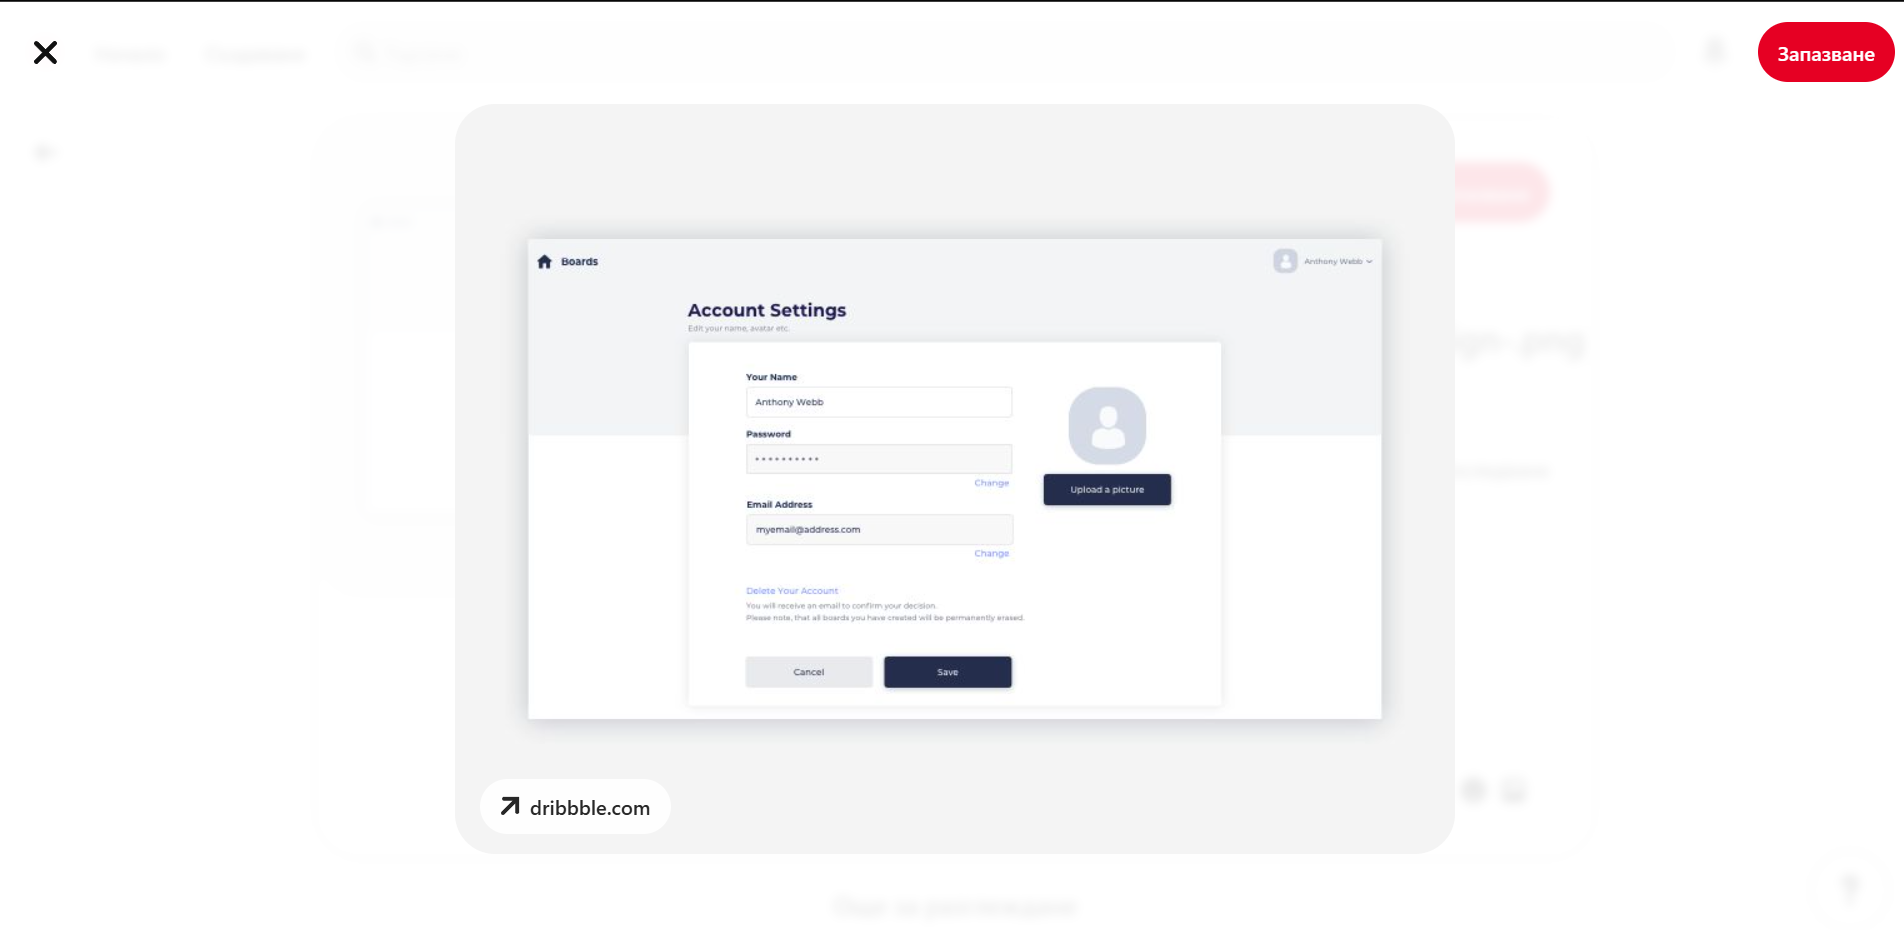 Запазване
Boards
Anthony Webb
Account Settings
Edit your name, avatar etc.
Your Name
Anthony Webb
Password
••••••••••
Change
Upload a picture
Email Address
myemail@address.com
Change
Delete Your Account
You will receive an email to confirm your decision.
Please note, that all boards you have created will be permanently erased.
Cancel
Save
dribbble.com